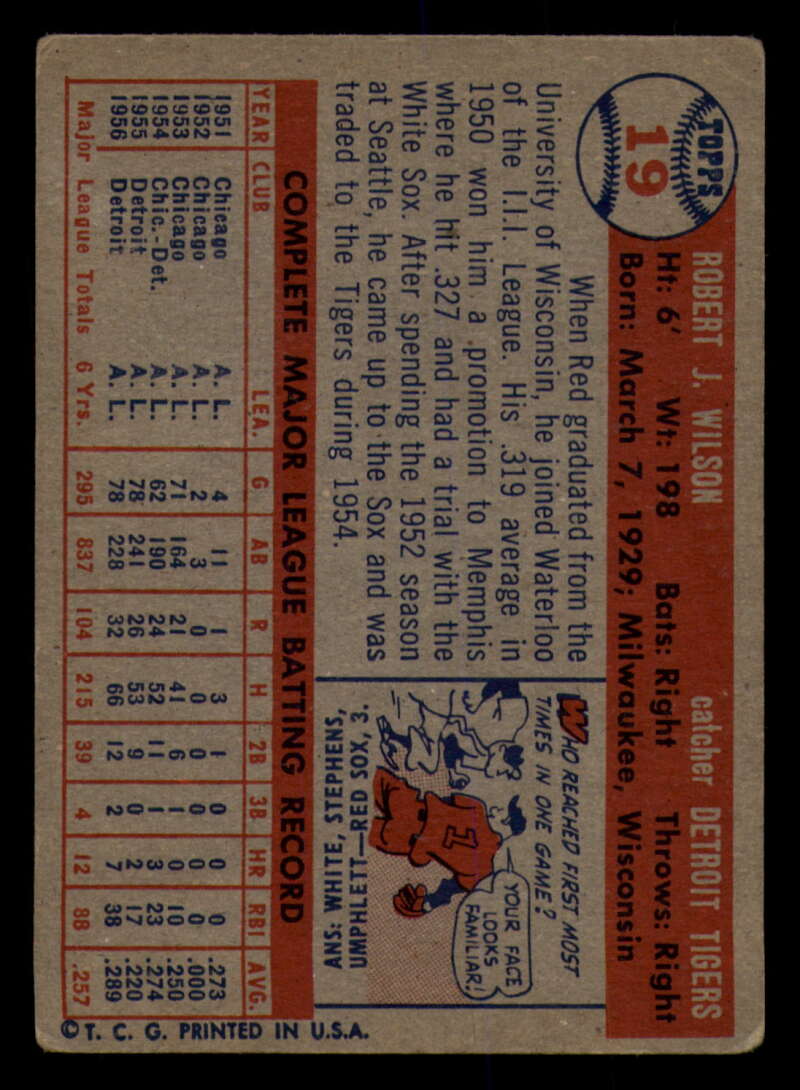 TOPPS
19
ROBERT J. WILSON catcher DETROIT TIGERS
Ht: 6' Wt: 198 Bats: Right Throws: Right
Born: March 7, 1929; Milwaukee, Wisconsin
When Red graduated from the
University of Wisconsin, he joined Waterloo
of the I.I.I. League. His .319 average in
1950 won him a promotion to Memphis
where he hit .327 and had a trial with the
White Sox. After spending the 1952 season
at Seattle, he came up to the Sox and was
traded to the Tigers during 1954.
WHO REACHED FIRST MOST
TIMES IN ONE GAME?
YOUR FACE
LOOKS
FAMILIAR!
1
ANS: WHITE, STEPHENS,
UMPHLETT—RED SOX, 3.
COMPLETE MAJOR LEAGUE BATTING RECORD
YEAR CLUB LEA. G AB R H 2B 3B HR RBI AVG.
1951 Chicago A. L. 4 11 1 3 1 0 0 0 .273
1952 Chicago A. L. 2 3 0 0 0 0 0 0 .000
1953 Chicago A. L. 71 164 21 41 6 1 0 10 .250
1954 Chic.-Det. A. L. 62 190 24 52 11 1 3 23 .274
1955 Detroit A. L. 78 241 26 53 9 0 2 17 .220
1956 Detroit A. L. 78 228 32 66 12 2 7 38 .289
Major League Totals 6 Yrs. 295 837 104 215 39 4 12 88 .257
© T. C. G. PRINTED IN U.S.A.